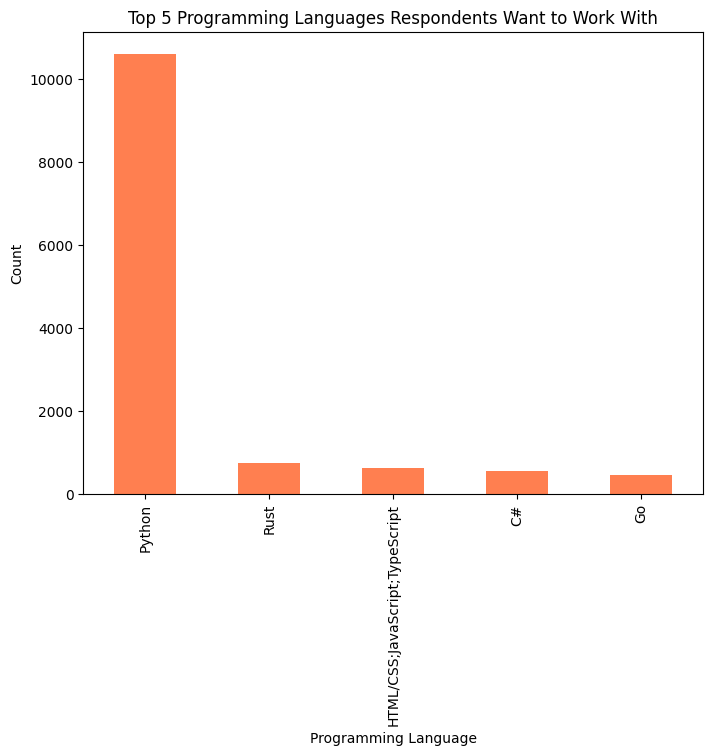 Top 5 Programming Languages Respondents Want to Work With
10000
8000
6000
4000
2000
0
Count
Python
Rust
HTML/CSS;JavaScript;TypeScript
C#
Go
Programming Language